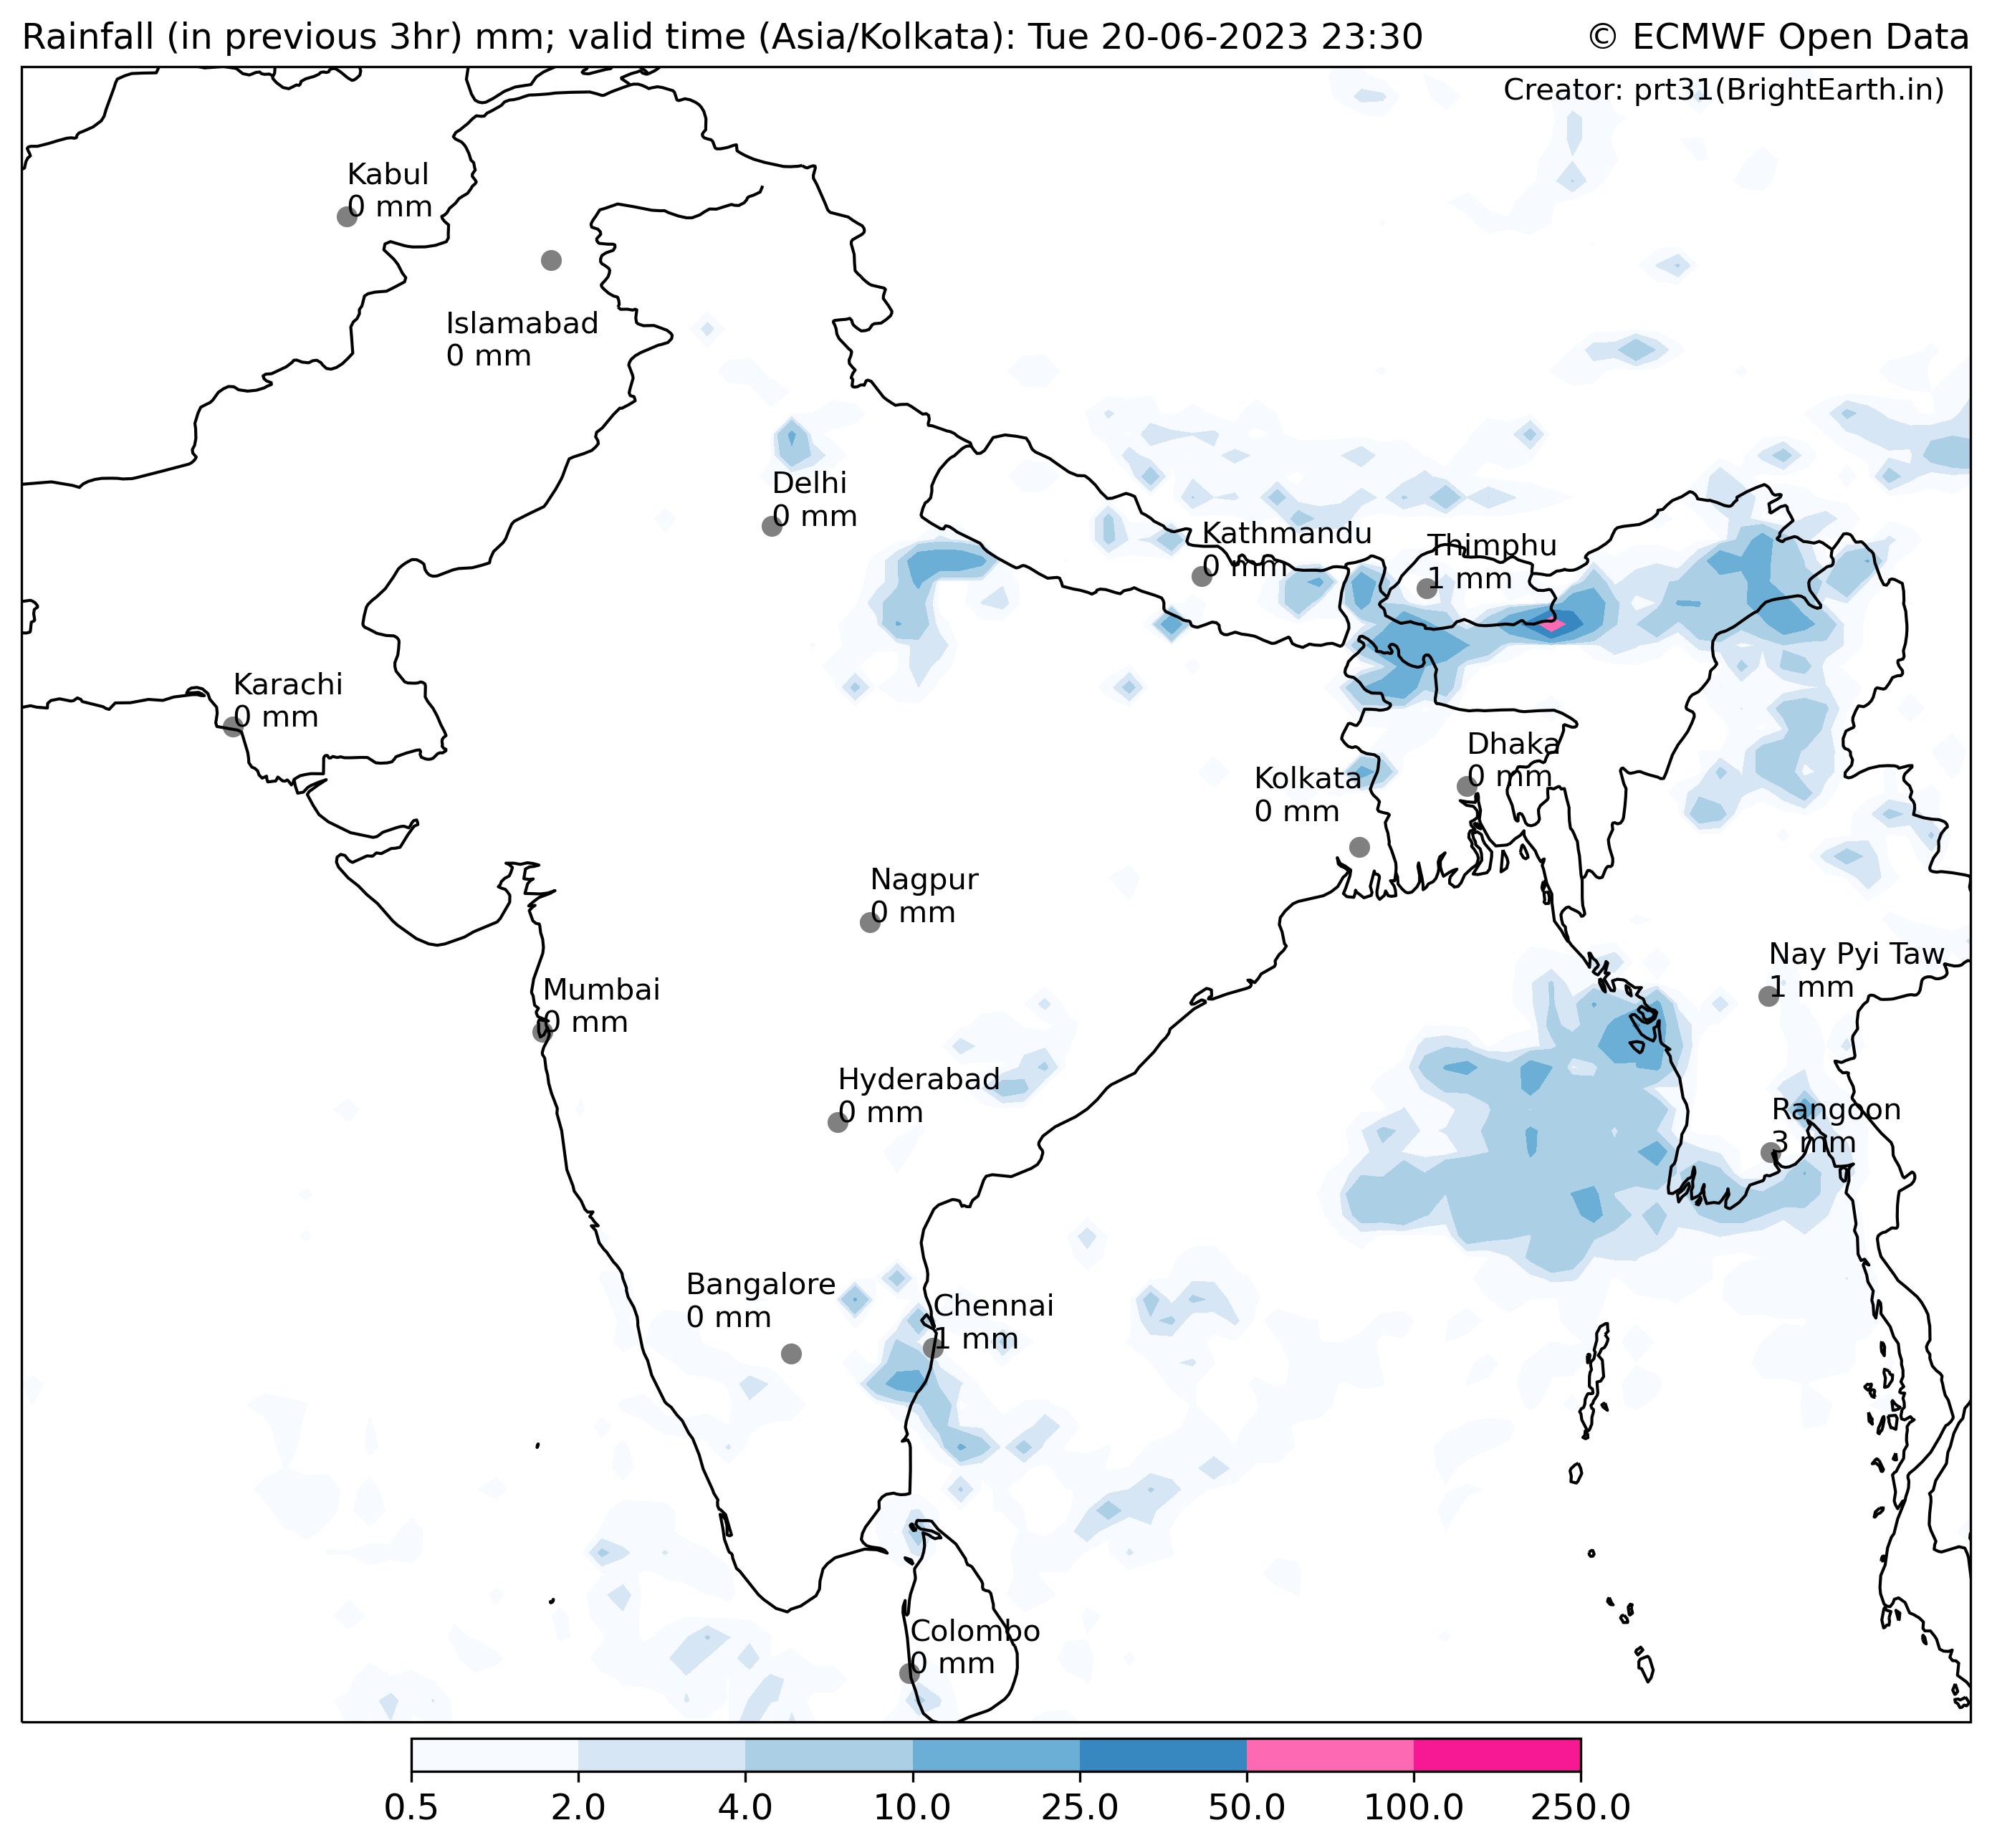 Rainfall (in previous 3hr) mm; valid time (Asia/Kolkata): Tue 20-06-2023 23:30
© ECMWF Open Data
Creator: prt31(BrightEarth.in)
Kabul
0 mm
Islamabad
0 mm
Delhi
0 mm
Kathmandu
0 mm
Thimphu
1 mm
Karachi
0 mm
Dhaka
0 mm
Kolkata
0 mm
Nagpur
0 mm
Nay Pyi Taw
1 mm
Mumbai
0 mm
Hyderabad
0 mm
Rangoon
3 mm
Bangalore
0 mm
Chennai
1 mm
Colombo
0 mm
0.5 2.0 4.0 10.0 25.0 50.0 100.0 250.0